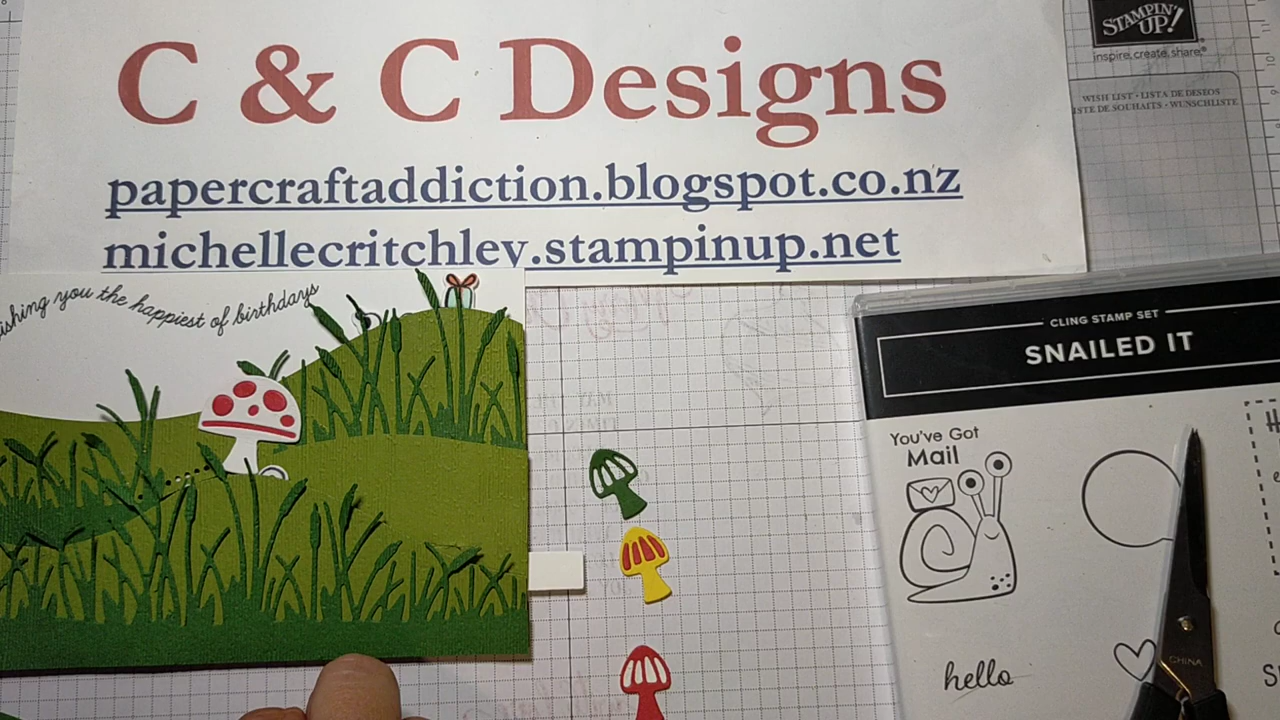 C & C Designs
papercraftaddiction.blogspot.co.nz
michellecritchley.stampinup.net
STAMPIN' UP!
inspire.create.share.
WISH LIST • LISTA DE DESEOS
LISTE DE SOUHAITS • WUNSCHLISTE
wishing you the happiest of birthdays
CLING STAMP SET
SNAILED IT
You've Got
Mail
hello
CHINA